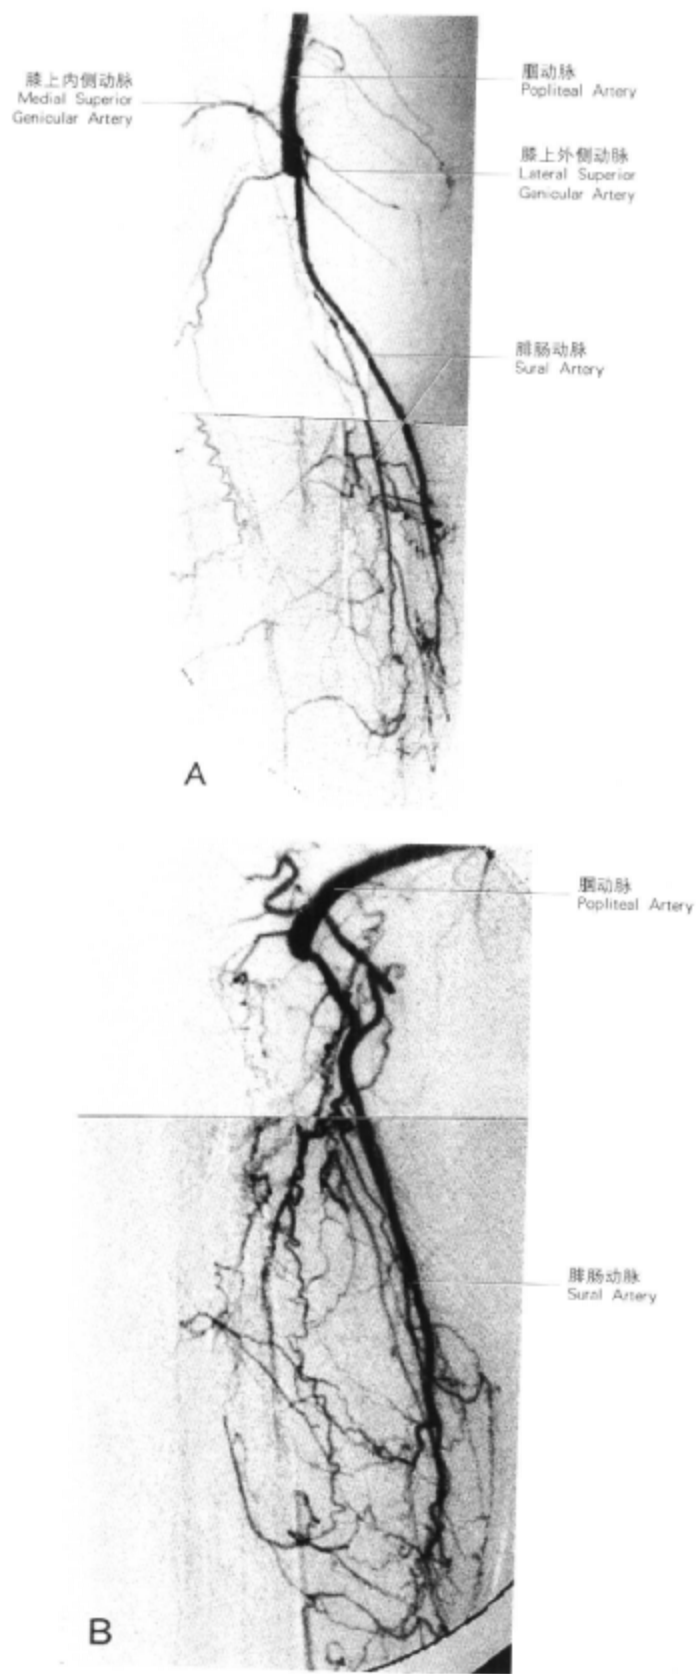 膝上内侧动脉
Medial Superior
Genicular Artery
腘动脉
Popliteal Artery
膝上外侧动脉
Lateral Superior
Genicular Artery
腓肠动脉
Sural Artery
A
腘动脉
Popliteal Artery
腓肠动脉
Sural Artery
B